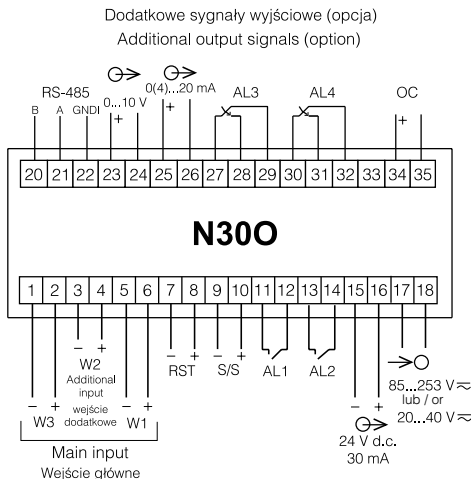 Dodatkowe sygnały wyjściowe (opcja)
Additional output signals (option)
RS-485
B A GNDI
0...10 V
+
0(4)...20 mA
+
AL3
AL4
OC
+
20 21 22 23 24 25 26 27 28 29 30 31 32 33 34 35
N30O
1 2 3 4 5 6 7 8 9 10 11 12 13 14 15 16 17 18
− +
W2
Additional
input
wejście
dodatkowe
− +
W3
− +
W1
Main input
Wejście główne
− +
RST
− +
S/S
AL1
AL2
− +
24 V d.c.
30 mA
85...253 V
lub / or
20...40 V